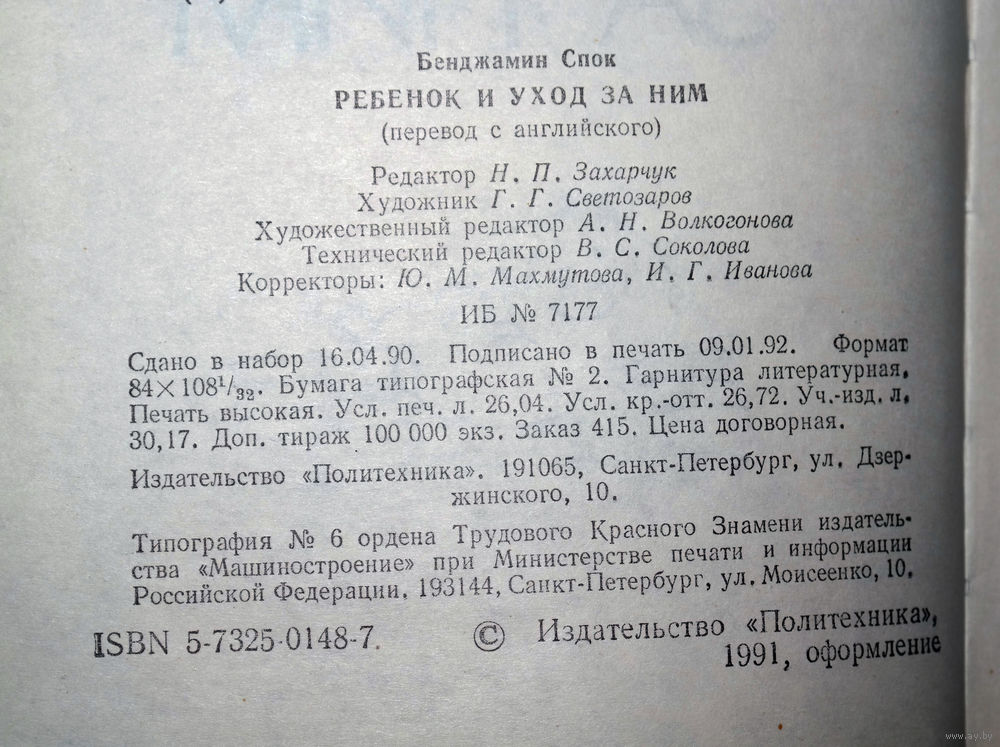 Бенджамин Спок
РЕБЕНОК И УХОД ЗА НИМ
(перевод с английского)
Редактор Н. П. Захарчук
Художник Г. Г. Светозаров
Художественный редактор А. Н. Волкогонова
Технический редактор В. С. Соколова
Корректоры: Ю. М. Махмутова, И. Г. Иванова
ИБ № 7177
Сдано в набор 16.04.90. Подписано в печать 09.01.92. Формат
84×108¹/₃₂. Бумага типографская № 2. Гарнитура литературная.
Печать высокая. Усл. печ. л. 26,04. Усл. кр.-отт. 26,72. Уч.-изд. л.
30,17. Доп. тираж 100 000 экз. Заказ 415. Цена договорная.
Издательство «Политехника». 191065, Санкт-Петербург, ул. Дзер-
жинского, 10.
Типография № 6 ордена Трудового Красного Знамени издатель-
ства «Машиностроение» при Министерстве печати и информации
Российской Федерации. 193144, Санкт-Петербург, ул. Моисеенко, 10.
ISBN 5-7325-0148-7.
© Издательство «Политехника»,
1991, оформление
www.ay.by